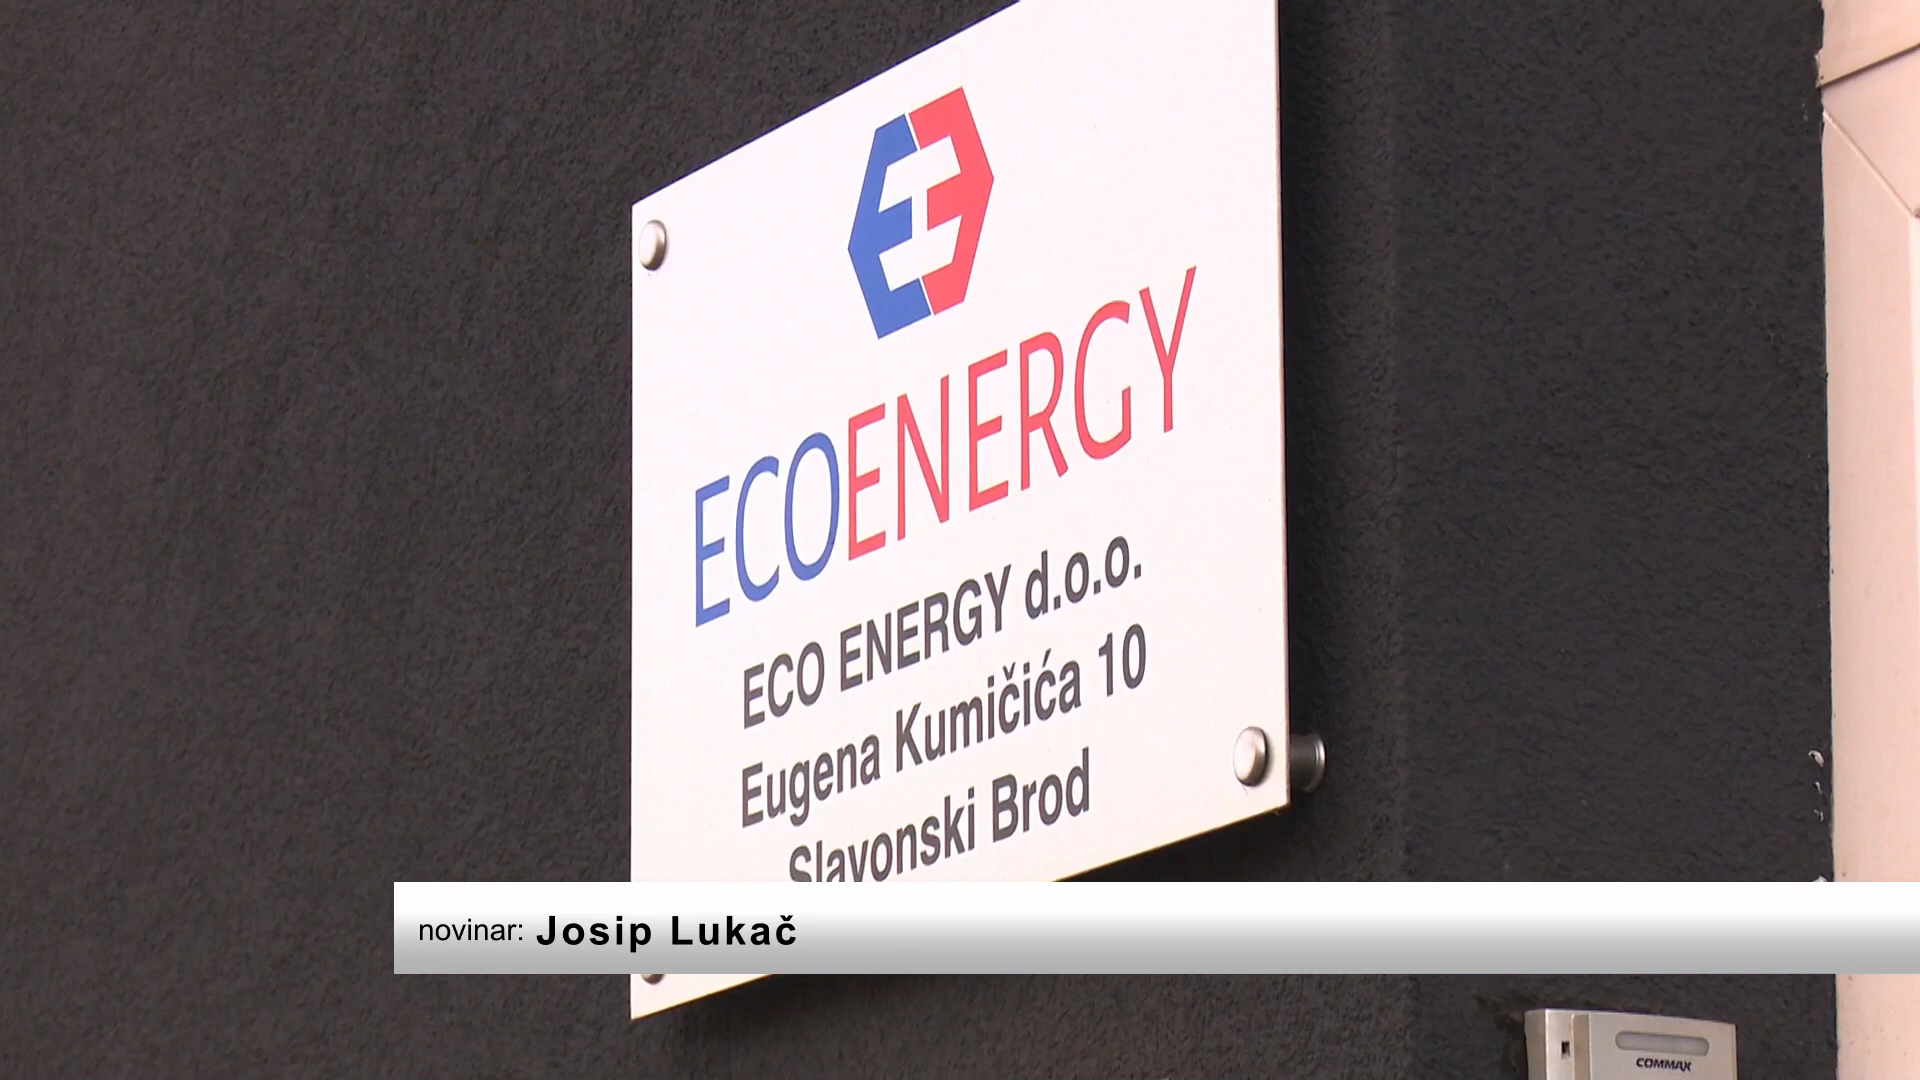 ECOENERGY
ECO ENERGY d.o.o.
Eugena Kumičića 10
Slavonski Brod
novinar: Josip Lukač
COMMAX